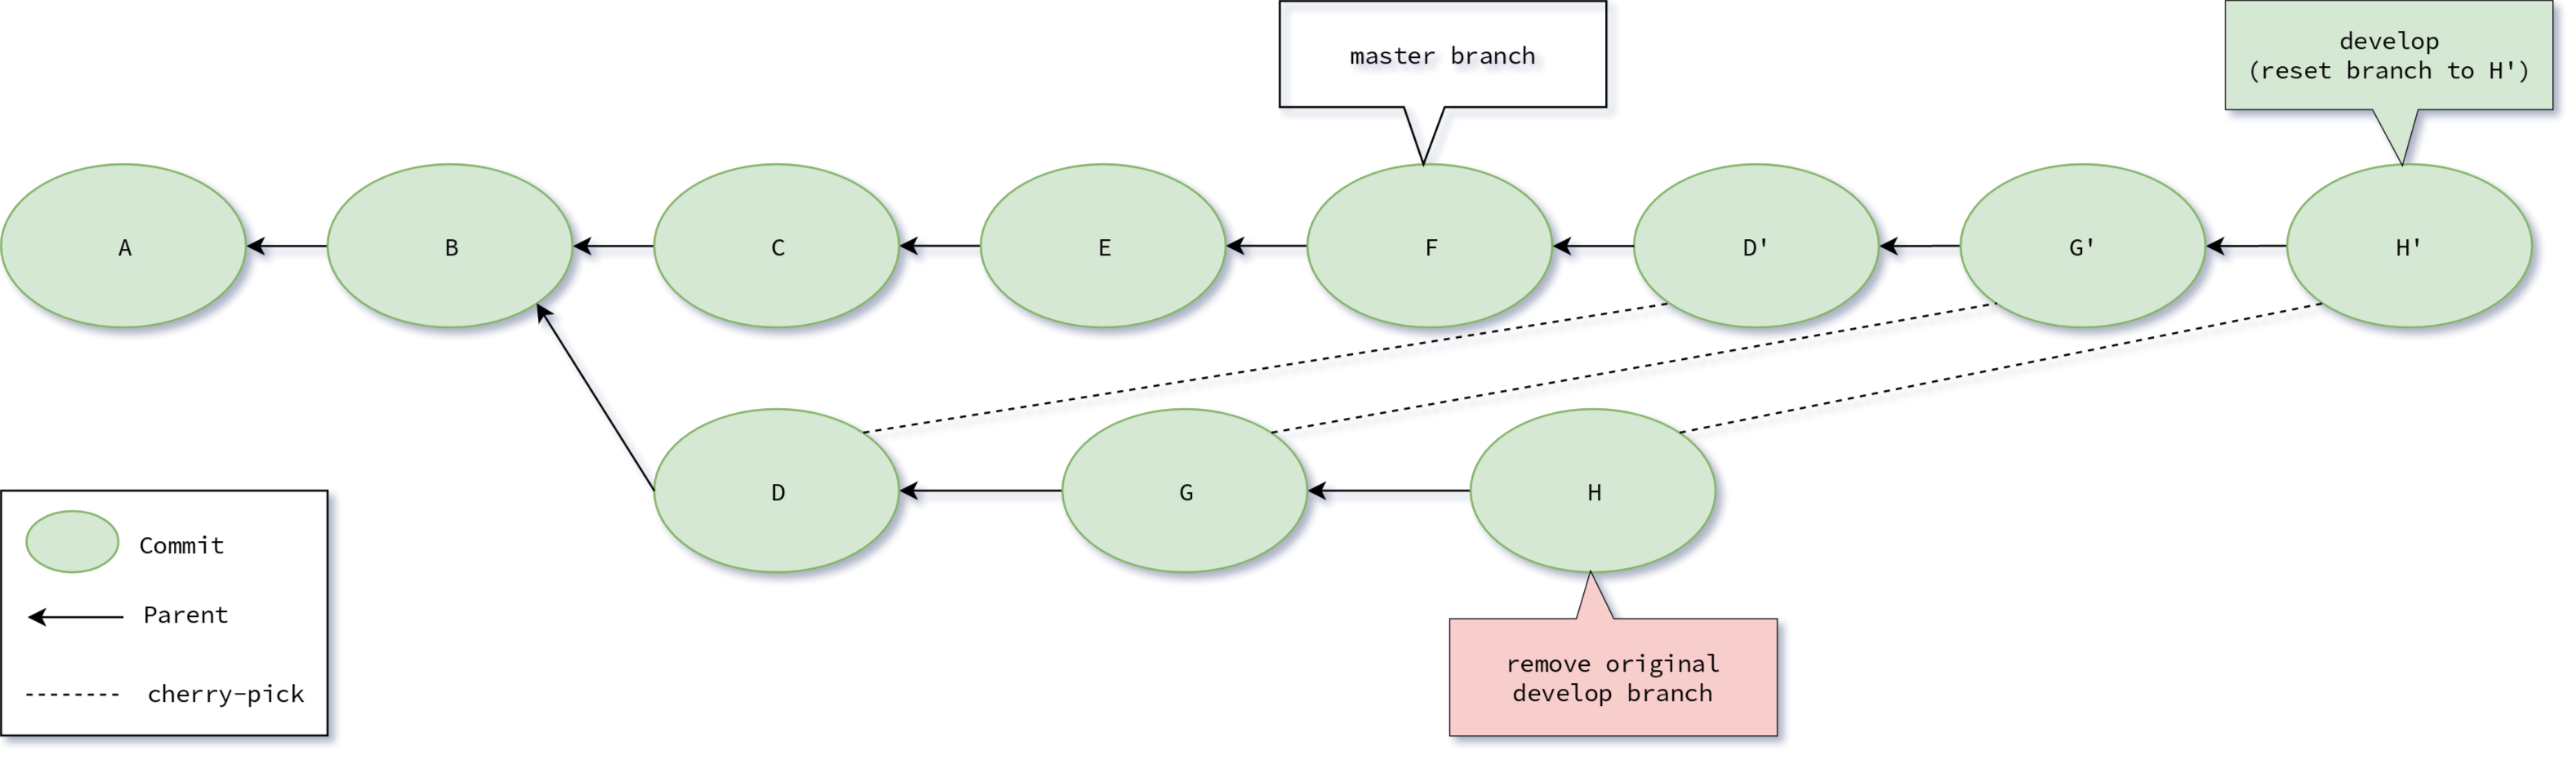 master branch
develop
(reset branch to H')
A
B
C
E
F
D'
G'
H'
D
G
H
Commit
Parent
cherry-pick
remove original
develop branch